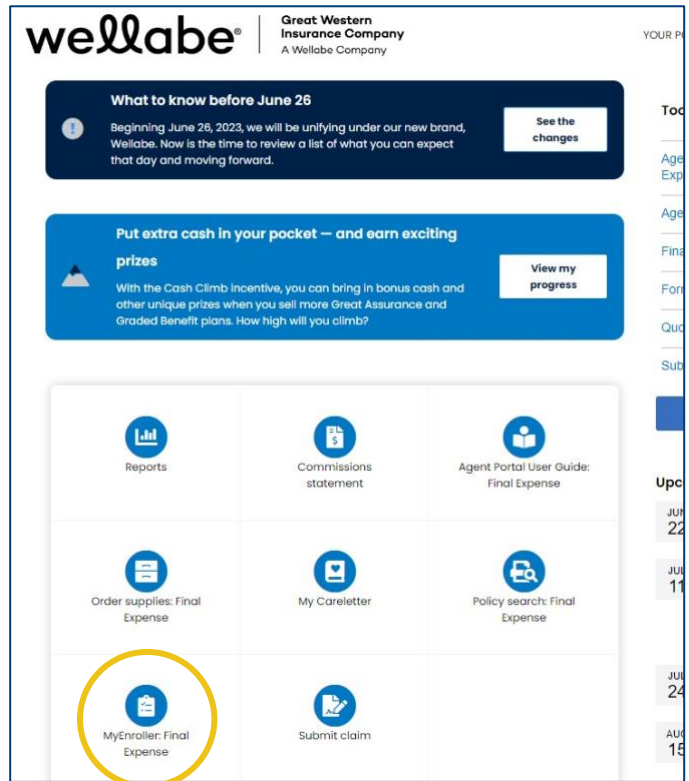 wellabe®
Great Western
Insurance Company
A Wellabe Company
YOUR
What to know before June 26
Beginning June 26, 2023, we will be unifying under our new brand,
Wellabe. Now is the time to review a list of what you can expect
that day and moving forward.
See the
changes
Put extra cash in your pocket — and earn exciting
prizes
With the Cash Climb incentive, you can bring in bonus cash and
other unique prizes when you sell more Great Assurance and
Graded Benefit plans. How high will you climb?
View my
progress
Reports
Commissions
statement
Agent Portal User Guide:
Final Expense
Order supplies: Final
Expense
My Careletter
Policy search: Final
Expense
MyEnroller: Final
Expense
Submit claim
22
11
24
15